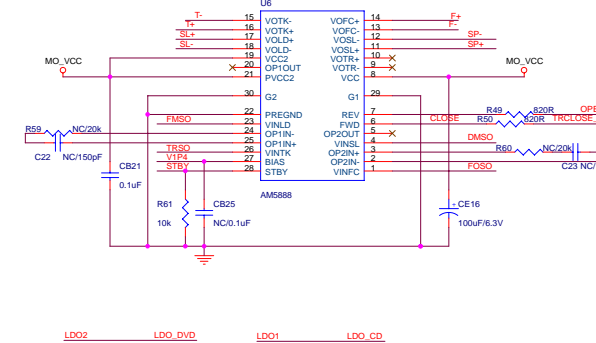 U6
T- 15 VOTK- VOFC+ 14 F+
T+ 16 VOTK+ VOFC- 13 F-
SL+ 17 VOLD+ VOSL- 12 SP-
SL- 18 VOLD- VOSL+ 11 SP+
19 VCC2 VOTR+ 10
20 OP1OUT VOTR- 9
MO_VCC 21 PVCC2 VCC 8 MO_VCC
30 G2 G1 29
22 PREGND REV 7 R49 820R OPE
FMSO 23 VINLD FWD 6 CLOSE R50 820R TRCLOSE
R59 NC/20k 24 OP1IN- OP2OUT 5
25 OP1IN+ VINSL 4 DMSO
C22 NC/150pF TRSO 26 VINTK OP2IN+ 3 R60 NC/20k
V1P4 27 BIAS OP2IN- 2 C23 NC/
STBY 28 STBY VINFC 1 FOSO
CB21
0.1uF
AM5888
R61
10k
CB25
NC/0.1uF
+ CE16
100uF/6.3V
LDO2 LDO_DVD LDO1 LDO_CD